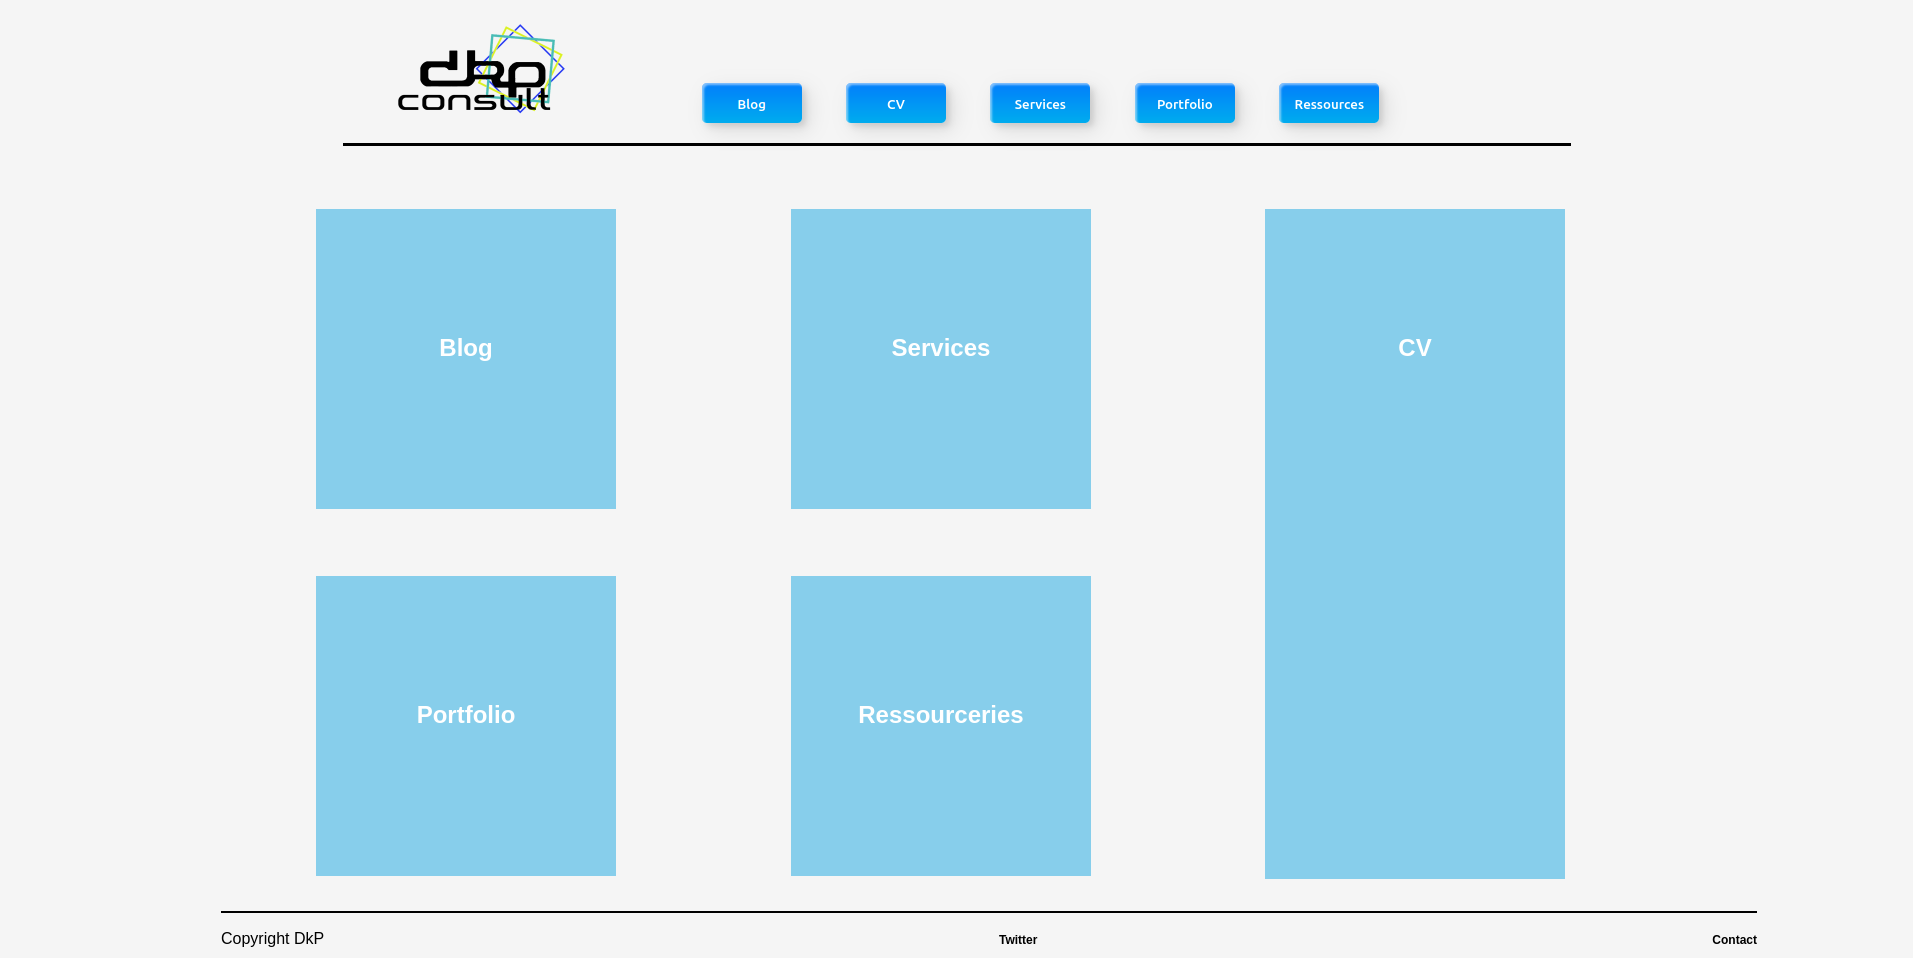 dkp
consult
Blog
CV
Services
Portfolio
Ressources
Blog
Services
CV
Portfolio
Ressourceries
Copyright DkP
Twitter
Contact